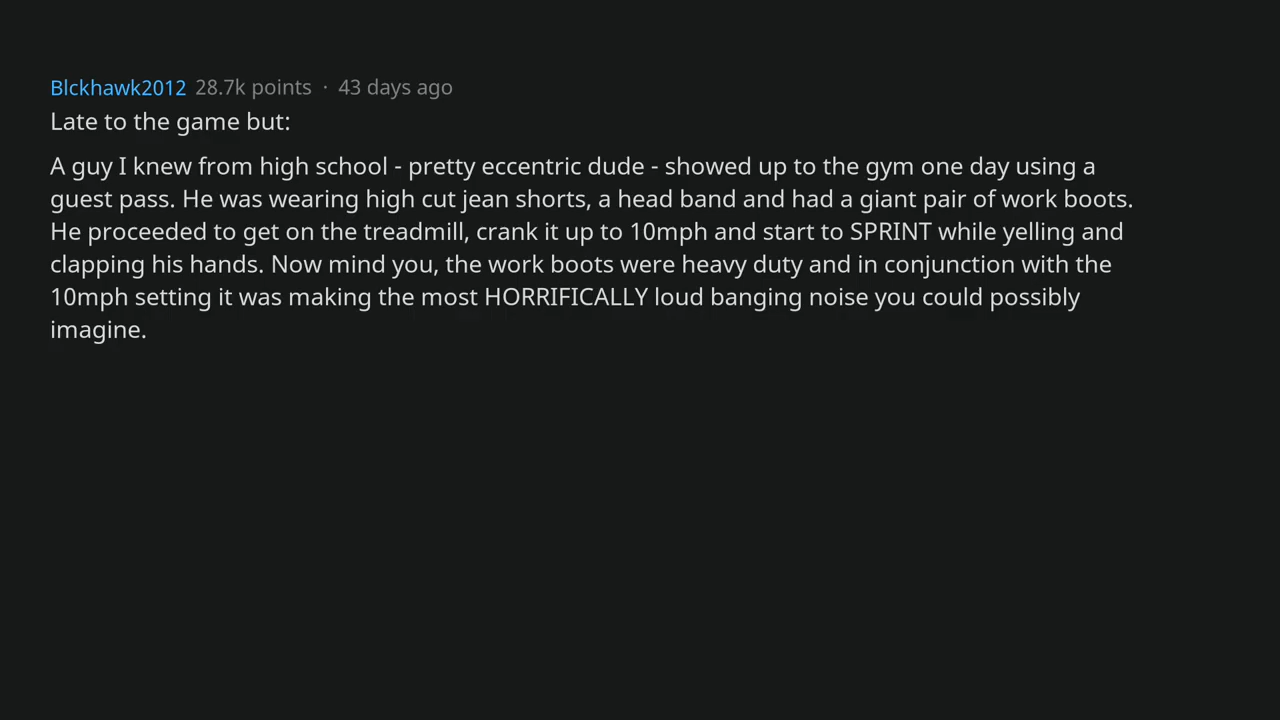 Blckhawk2012 28.7k points · 43 days ago
Late to the game but:
A guy I knew from high school - pretty eccentric dude - showed up to the gym one day using a
guest pass. He was wearing high cut jean shorts, a head band and had a giant pair of work boots.
He proceeded to get on the treadmill, crank it up to 10mph and start to SPRINT while yelling and
clapping his hands. Now mind you, the work boots were heavy duty and in conjunction with the
10mph setting it was making the most HORRIFICALLY loud banging noise you could possibly
imagine.